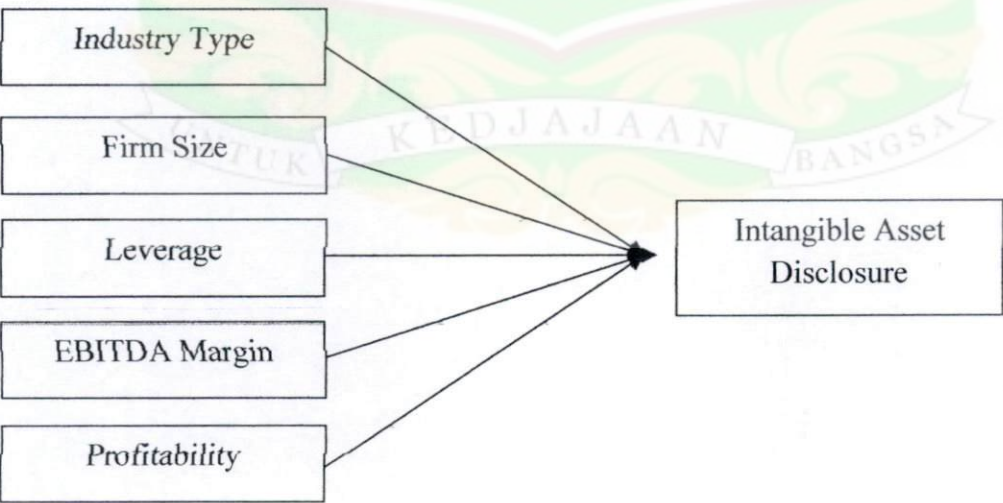 Industry Type
UNTUK KEDJAJAAN BANGSA
Firm Size
Leverage
Intangible Asset
Disclosure
EBITDA Margin
Profitability